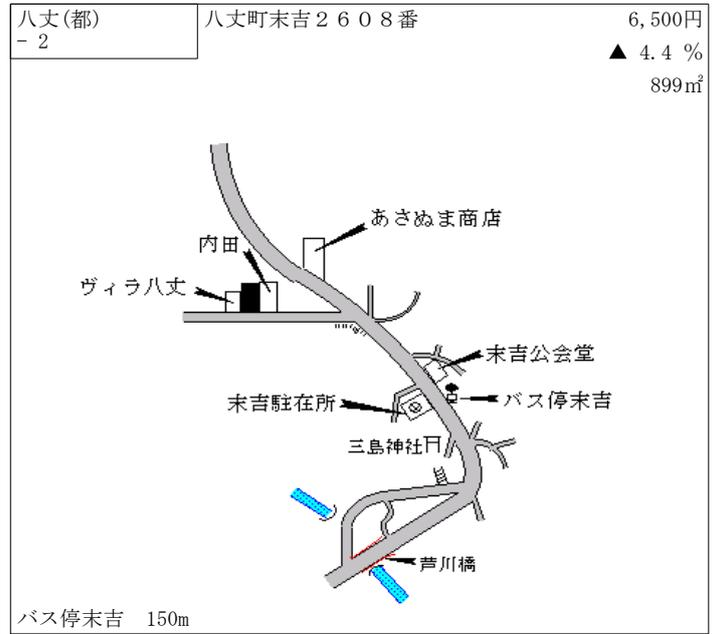 八丈(都)
－２
八丈町末吉２６０８番
6,500円
▲ 4.4 %
899㎡
あさぬま商店
内田
ヴィラ八丈
末吉公会堂
末吉駐在所
バス停末吉
三島神社
芦川橋
バス停末吉　150m